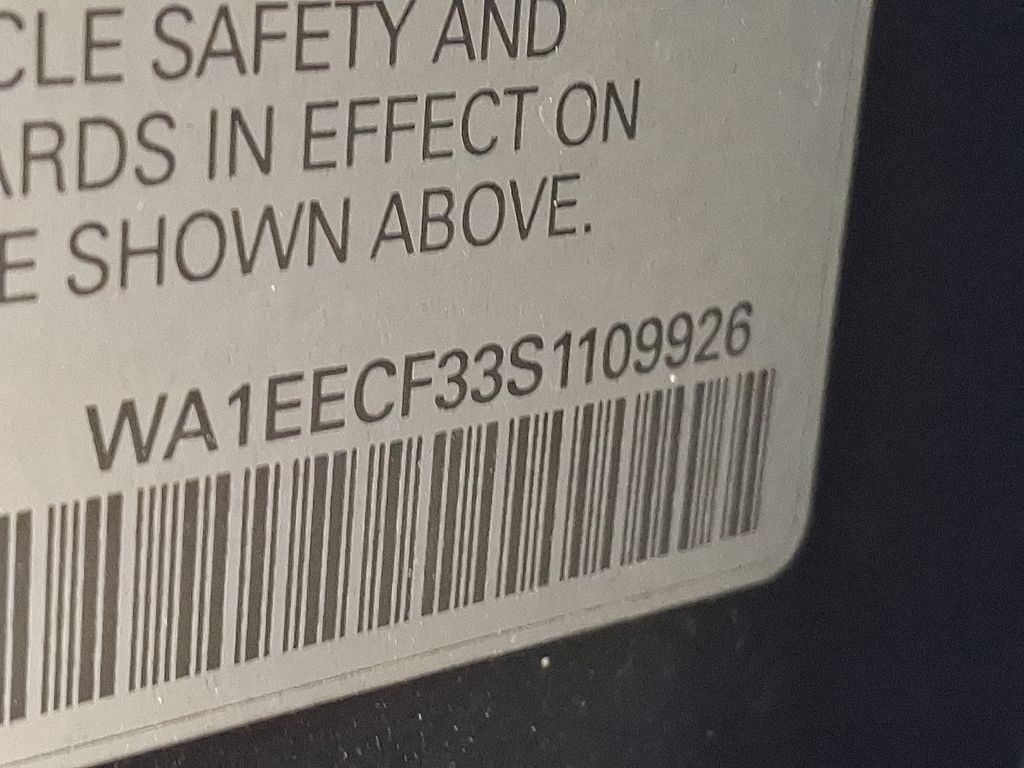 CLE SAFETY AND
ARDS IN EFFECT ON
E SHOWN ABOVE.
WA1EECF33S1109926